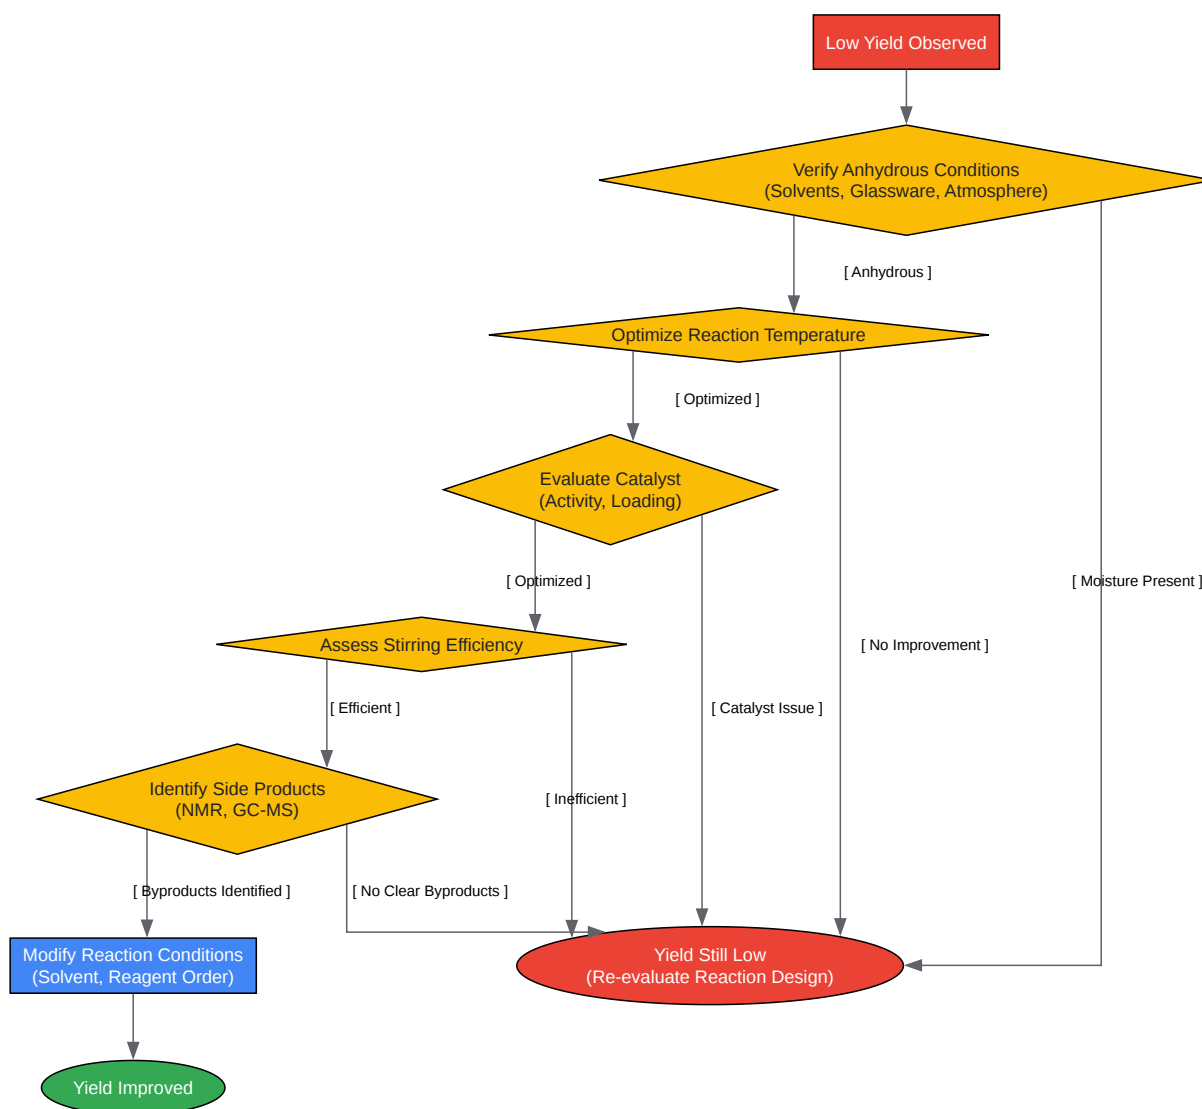 Low Yield Observed
Verify Anhydrous Conditions
(Solvents, Glassware, Atmosphere)
[ Anhydrous ]
Optimize Reaction Temperature
[ Optimized ]
Evaluate Catalyst
(Activity, Loading)
[ Optimized ]
[ Moisture Present ]
Assess Stirring Efficiency
[ No Improvement ]
[ Efficient ]
[ Catalyst Issue ]
Identify Side Products
(NMR, GC-MS)
[ Inefficient ]
[ Byproducts Identified ]
[ No Clear Byproducts ]
Modify Reaction Conditions
(Solvent, Reagent Order)
Yield Still Low
(Re-evaluate Reaction Design)
Yield Improved